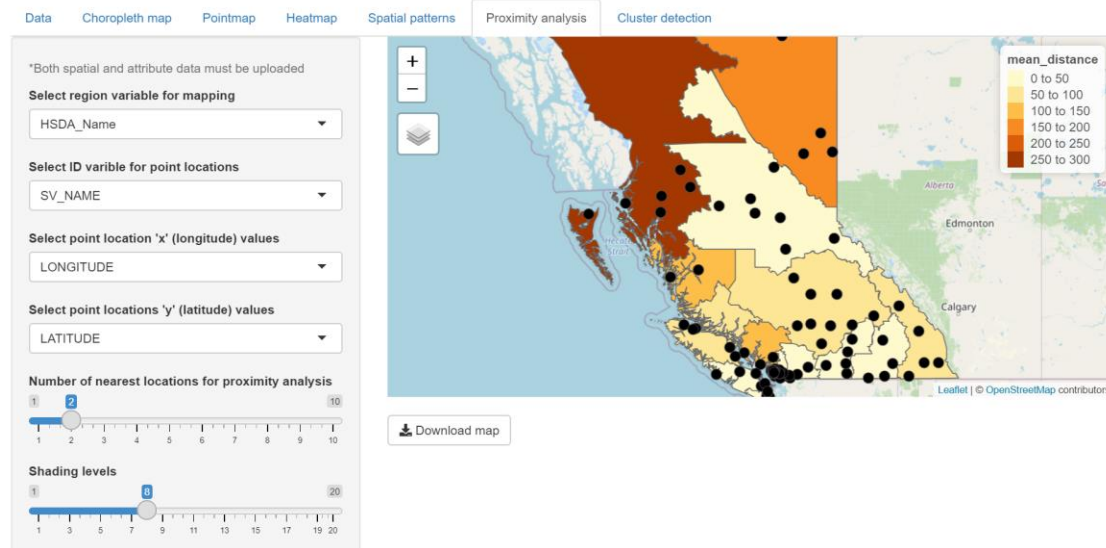 Data Choropleth map Pointmap Heatmap Spatial patterns Proximity analysis Cluster detection
*Both spatial and attribute data must be uploaded
Select region variable for mapping
HSDA_Name
Select ID varible for point locations
SV_NAME
Select point location 'x' (longitude) values
LONGITUDE
Select point locations 'y' (latitude) values
LATITUDE
Number of nearest locations for proximity analysis
1 2 10
1 2 3 4 5 6 7 8 9 10
Shading levels
1 8 20
1 3 5 7 9 11 13 15 17 19 20
+
−
mean_distance
0 to 50
50 to 100
100 to 150
150 to 200
200 to 250
250 to 300
Alberta
Edmonton
Hecate
Strait
Calgary
Leaflet | © OpenStreetMap contributor
Download map